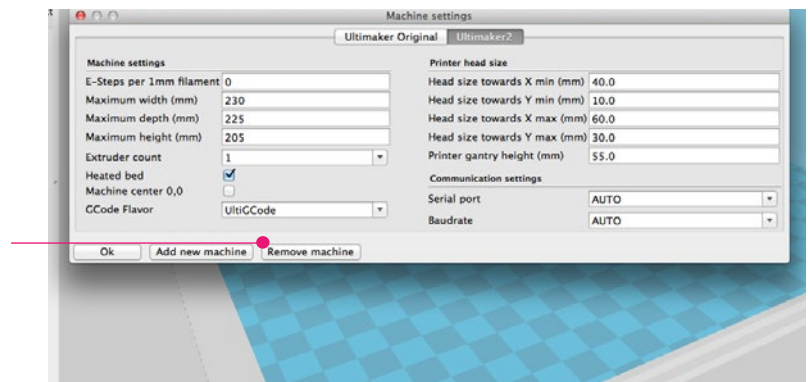 Machine settings
Ultimaker Original
Ultimaker2
Machine settings
E-Steps per 1mm filament 0
Maximum width (mm) 230
Maximum depth (mm) 225
Maximum height (mm) 205
Extruder count 1
Heated bed
Machine center 0,0
GCode Flavor UltiGCode
Printer head size
Head size towards X min (mm) 40.0
Head size towards Y min (mm) 10.0
Head size towards X max (mm) 60.0
Head size towards Y max (mm) 30.0
Printer gantry height (mm) 55.0
Communication settings
Serial port AUTO
Baudrate AUTO
Ok
Add new machine
Remove machine